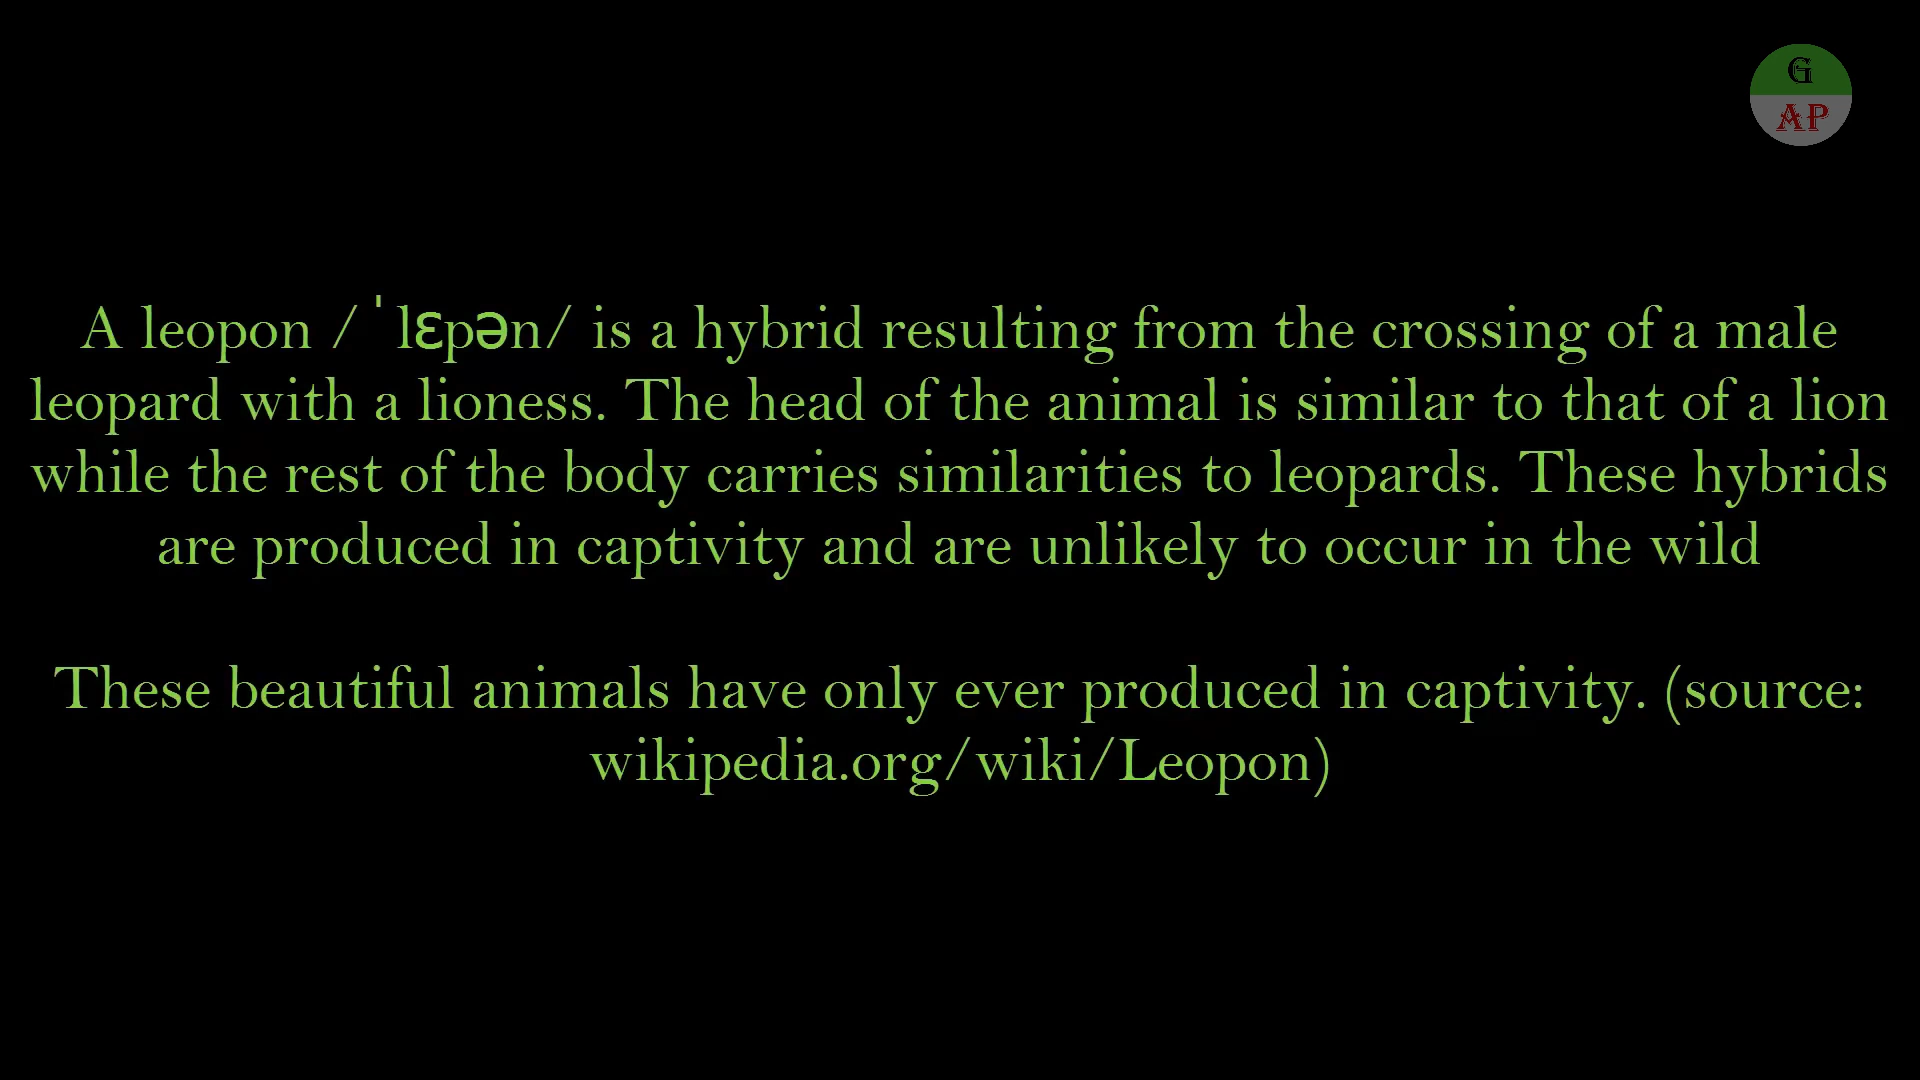 G
AP
A leopon /ˈlɛpən/ is a hybrid resulting from the crossing of a male
leopard with a lioness. The head of the animal is similar to that of a lion
while the rest of the body carries similarities to leopards. These hybrids
are produced in captivity and are unlikely to occur in the wild
These beautiful animals have only ever produced in captivity. (source:
wikipedia.org/wiki/Leopon)